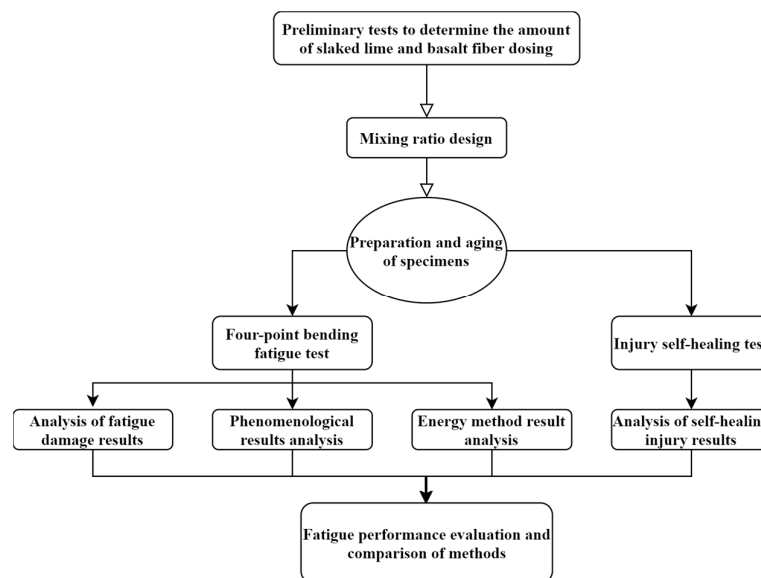 Preliminary tests to determine the amount
of slaked lime and basalt fiber dosing
Mixing ratio design
Preparation and aging
of specimens
Four-point bending
fatigue test
Injury self-healing tes
Analysis of fatigue
damage results
Phenomenological
results analysis
Energy method result
analysis
Analysis of self-healing
injury results
Fatigue performance evaluation and
comparison of methods